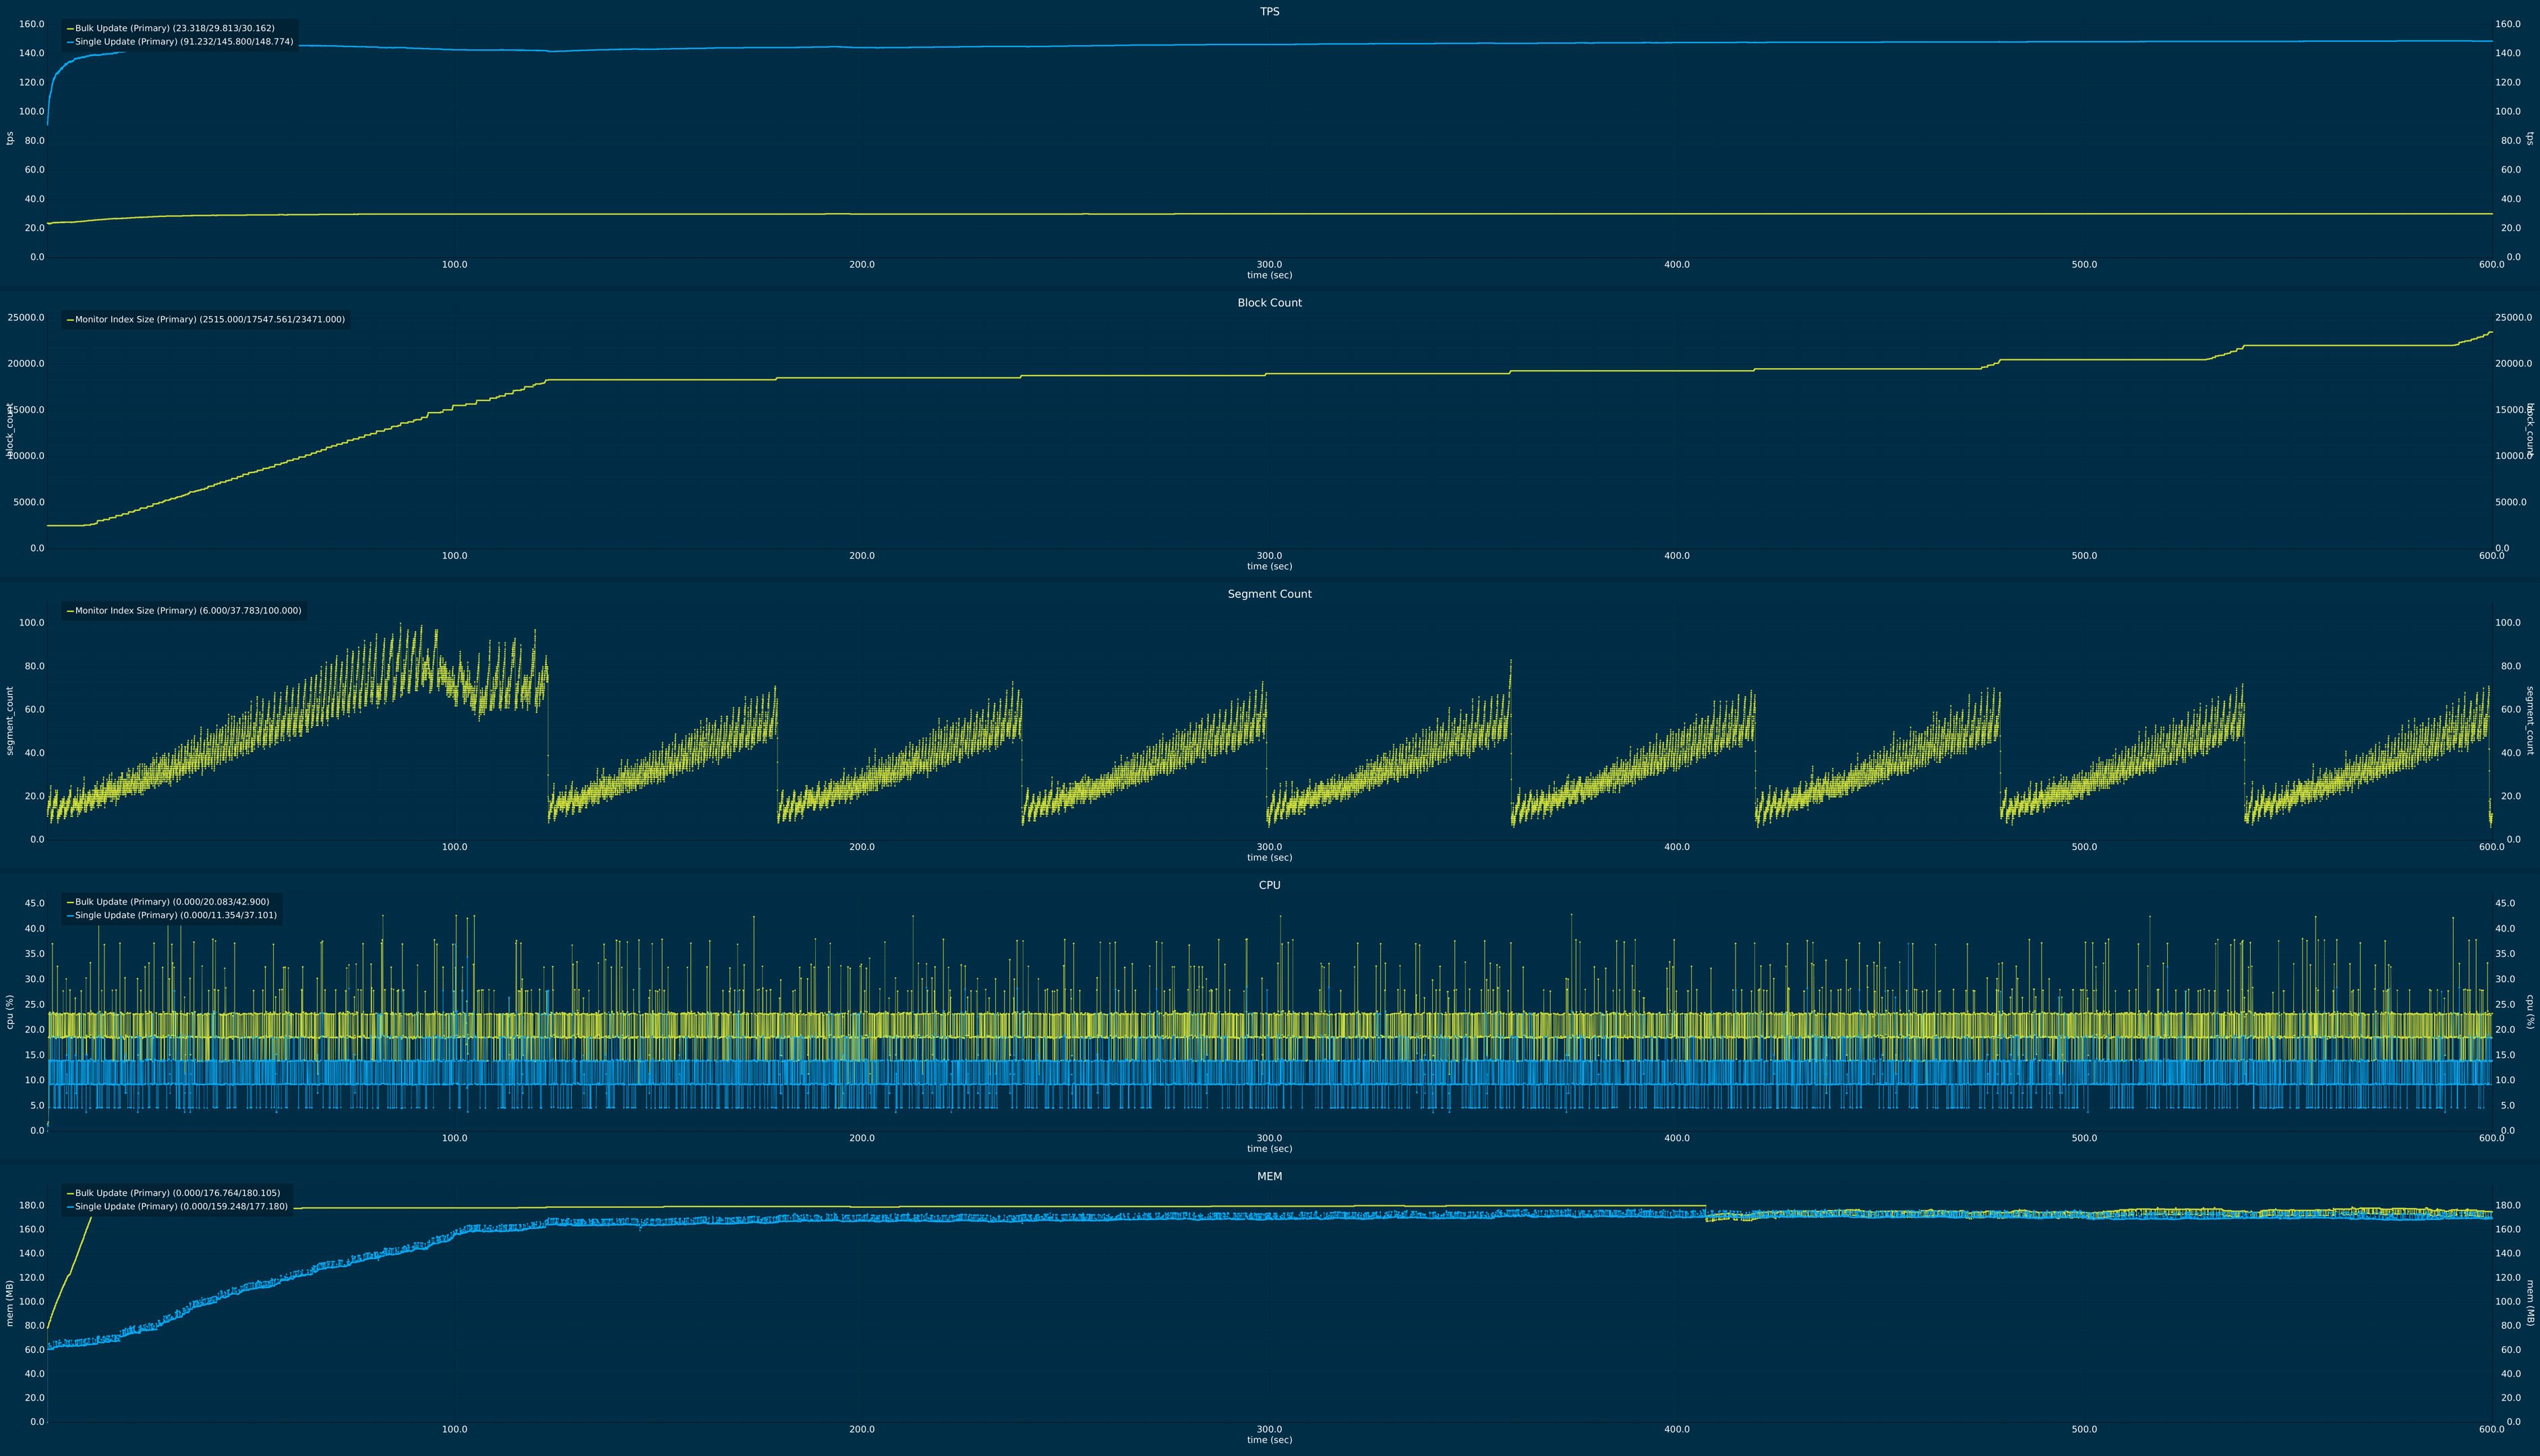 TPS
Bulk Update (Primary) (23.318/29.813/30.162)
Single Update (Primary) (91.232/145.800/148.774)
160.0 160.0
140.0 140.0
120.0 120.0
100.0 100.0
80.0 80.0
60.0 60.0
40.0 40.0
20.0 20.0
0.0 0.0
tps tps
100.0 200.0 300.0 400.0 500.0 600.0
time (sec)
Block Count
Monitor Index Size (Primary) (2515.000/17547.561/23471.000)
25000.0 25000.0
20000.0 20000.0
15000.0 15000.0
10000.0 10000.0
5000.0 5000.0
0.0 0.0
block_count block_count
100.0 200.0 300.0 400.0 500.0 600.0
time (sec)
Segment Count
Monitor Index Size (Primary) (6.000/37.783/100.000)
100.0 100.0
80.0 80.0
60.0 60.0
40.0 40.0
20.0 20.0
0.0 0.0
segment_count segment_count
100.0 200.0 300.0 400.0 500.0 600.0
time (sec)
CPU
Bulk Update (Primary) (0.000/20.083/42.900)
Single Update (Primary) (0.000/11.354/37.101)
45.0 45.0
40.0 40.0
35.0 35.0
30.0 30.0
25.0 25.0
20.0 20.0
15.0 15.0
10.0 10.0
5.0 5.0
0.0 0.0
cpu (%) cpu (%)
100.0 200.0 300.0 400.0 500.0 600.0
time (sec)
MEM
Bulk Update (Primary) (0.000/176.764/180.105)
Single Update (Primary) (0.000/159.248/177.180)
180.0 180.0
160.0 160.0
140.0 140.0
120.0 120.0
100.0 100.0
80.0 80.0
60.0 60.0
40.0 40.0
20.0 20.0
0.0 0.0
mem (MB) mem (MB)
100.0 200.0 300.0 400.0 500.0 600.0
time (sec)